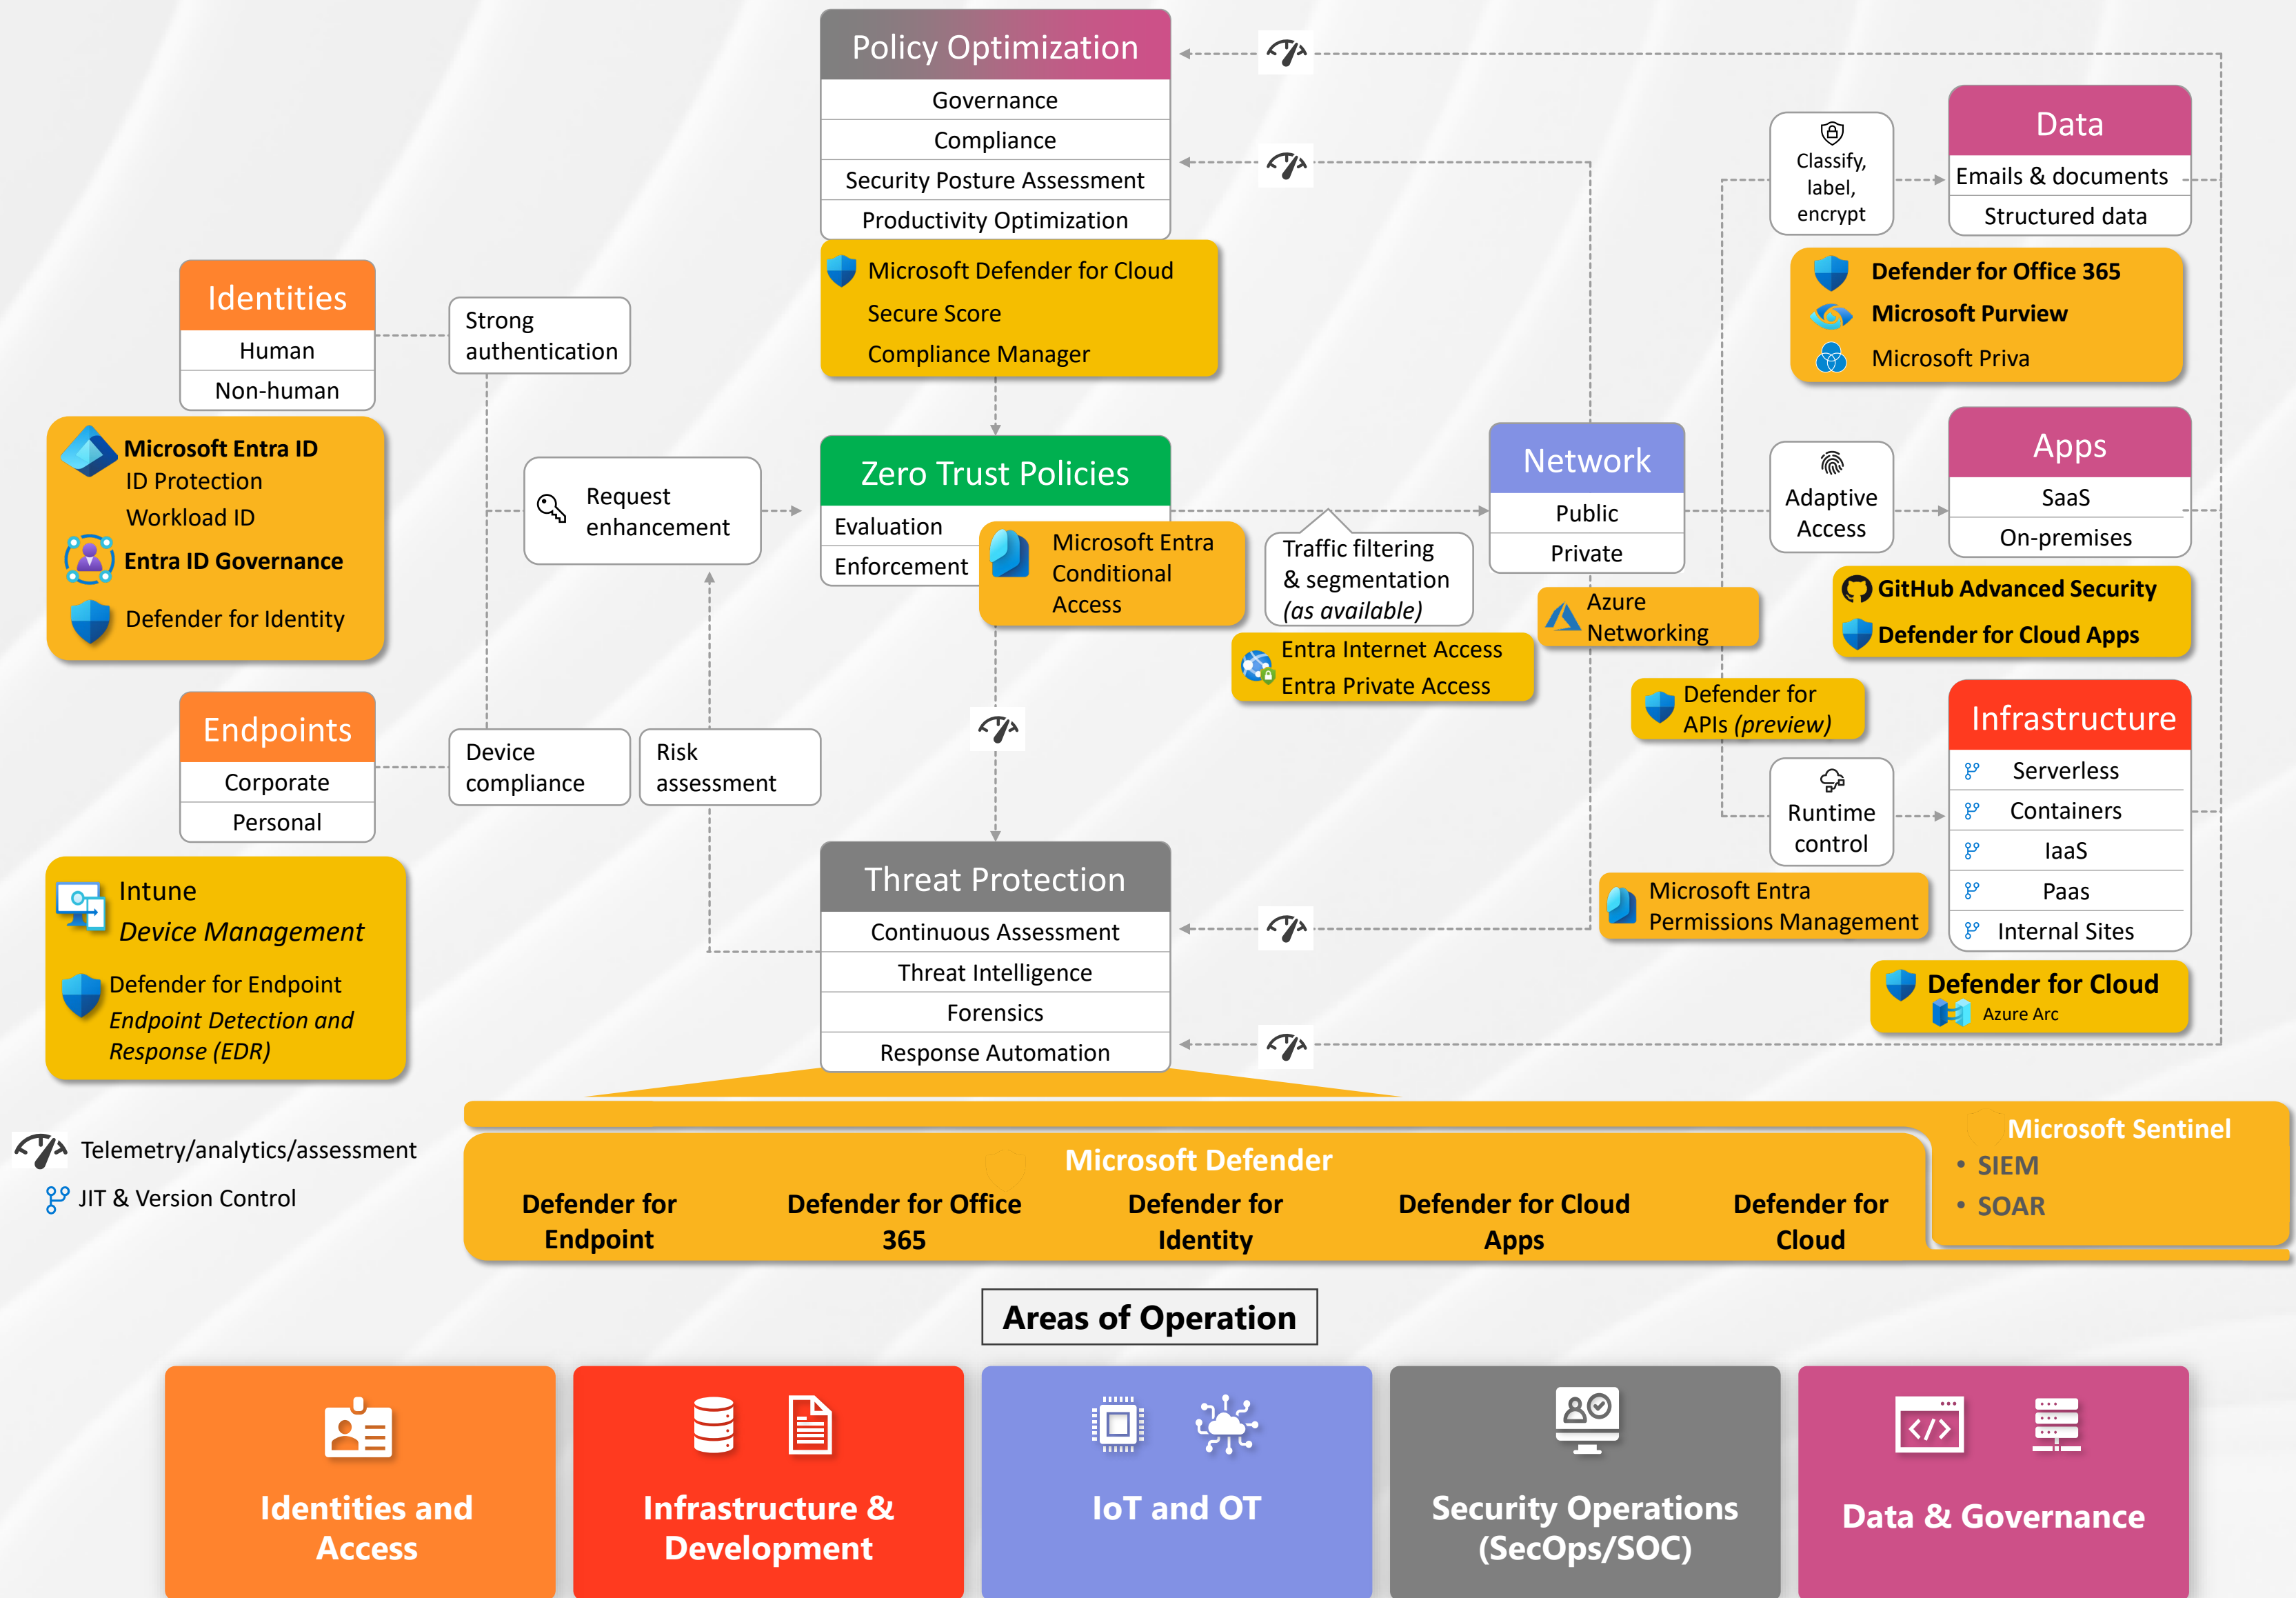 Policy Optimization
Governance
Compliance
Security Posture Assessment
Productivity Optimization
Microsoft Defender for Cloud
Secure Score
Compliance Manager
Identities
Human
Non-human
Strong
authentication
Microsoft Entra ID
ID Protection
Workload ID
Entra ID Governance
Defender for Identity
Request
enhancement
Endpoints
Corporate
Personal
Device
compliance
Risk
assessment
Intune
Device Management
Defender for Endpoint
Endpoint Detection and
Response (EDR)
Zero Trust Policies
Evaluation
Enforcement
Microsoft Entra
Conditional
Access
Traffic filtering
& segmentation
(as available)
Entra Internet Access
Entra Private Access
Network
Public
Private
Azure
Networking
Classify,
label,
encrypt
Data
Emails & documents
Structured data
Defender for Office 365
Microsoft Purview
Microsoft Priva
Adaptive
Access
Apps
SaaS
On-premises
GitHub Advanced Security
Defender for Cloud Apps
Defender for
APIs (preview)
Runtime
control
Infrastructure
Serverless
Containers
IaaS
Paas
Internal Sites
Microsoft Entra
Permissions Management
Defender for Cloud
Azure Arc
Threat Protection
Continuous Assessment
Threat Intelligence
Forensics
Response Automation
Telemetry/analytics/assessment
JIT & Version Control
Microsoft Defender
Defender for
Endpoint
Defender for Office
365
Defender for
Identity
Defender for Cloud
Apps
Defender for
Cloud
Microsoft Sentinel
• SIEM
• SOAR
Areas of Operation
Identities and
Access
Infrastructure &
Development
IoT and OT
Security Operations
(SecOps/SOC)
Data & Governance